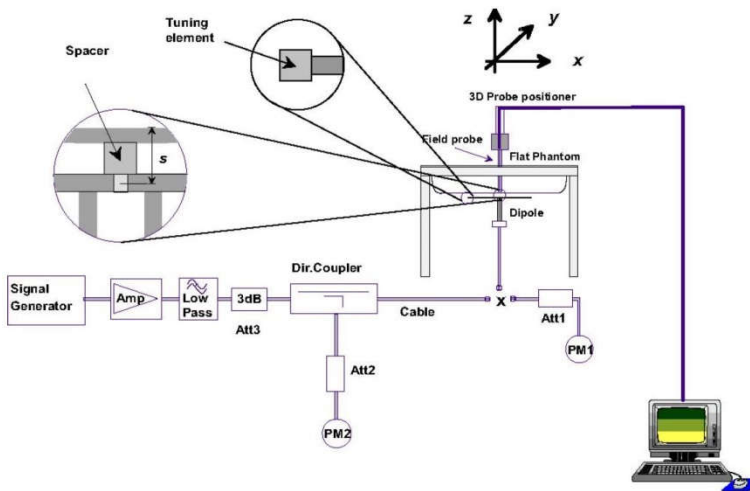 Tuning
element
Spacer
s
z
y
x
3D Probe positioner
Field probe
Flat Phantom
Dipole
Dir.Coupler
Signal
Generator
Amp
Low
Pass
3dB
Att3
Cable
x
Att1
PM1
Att2
PM2